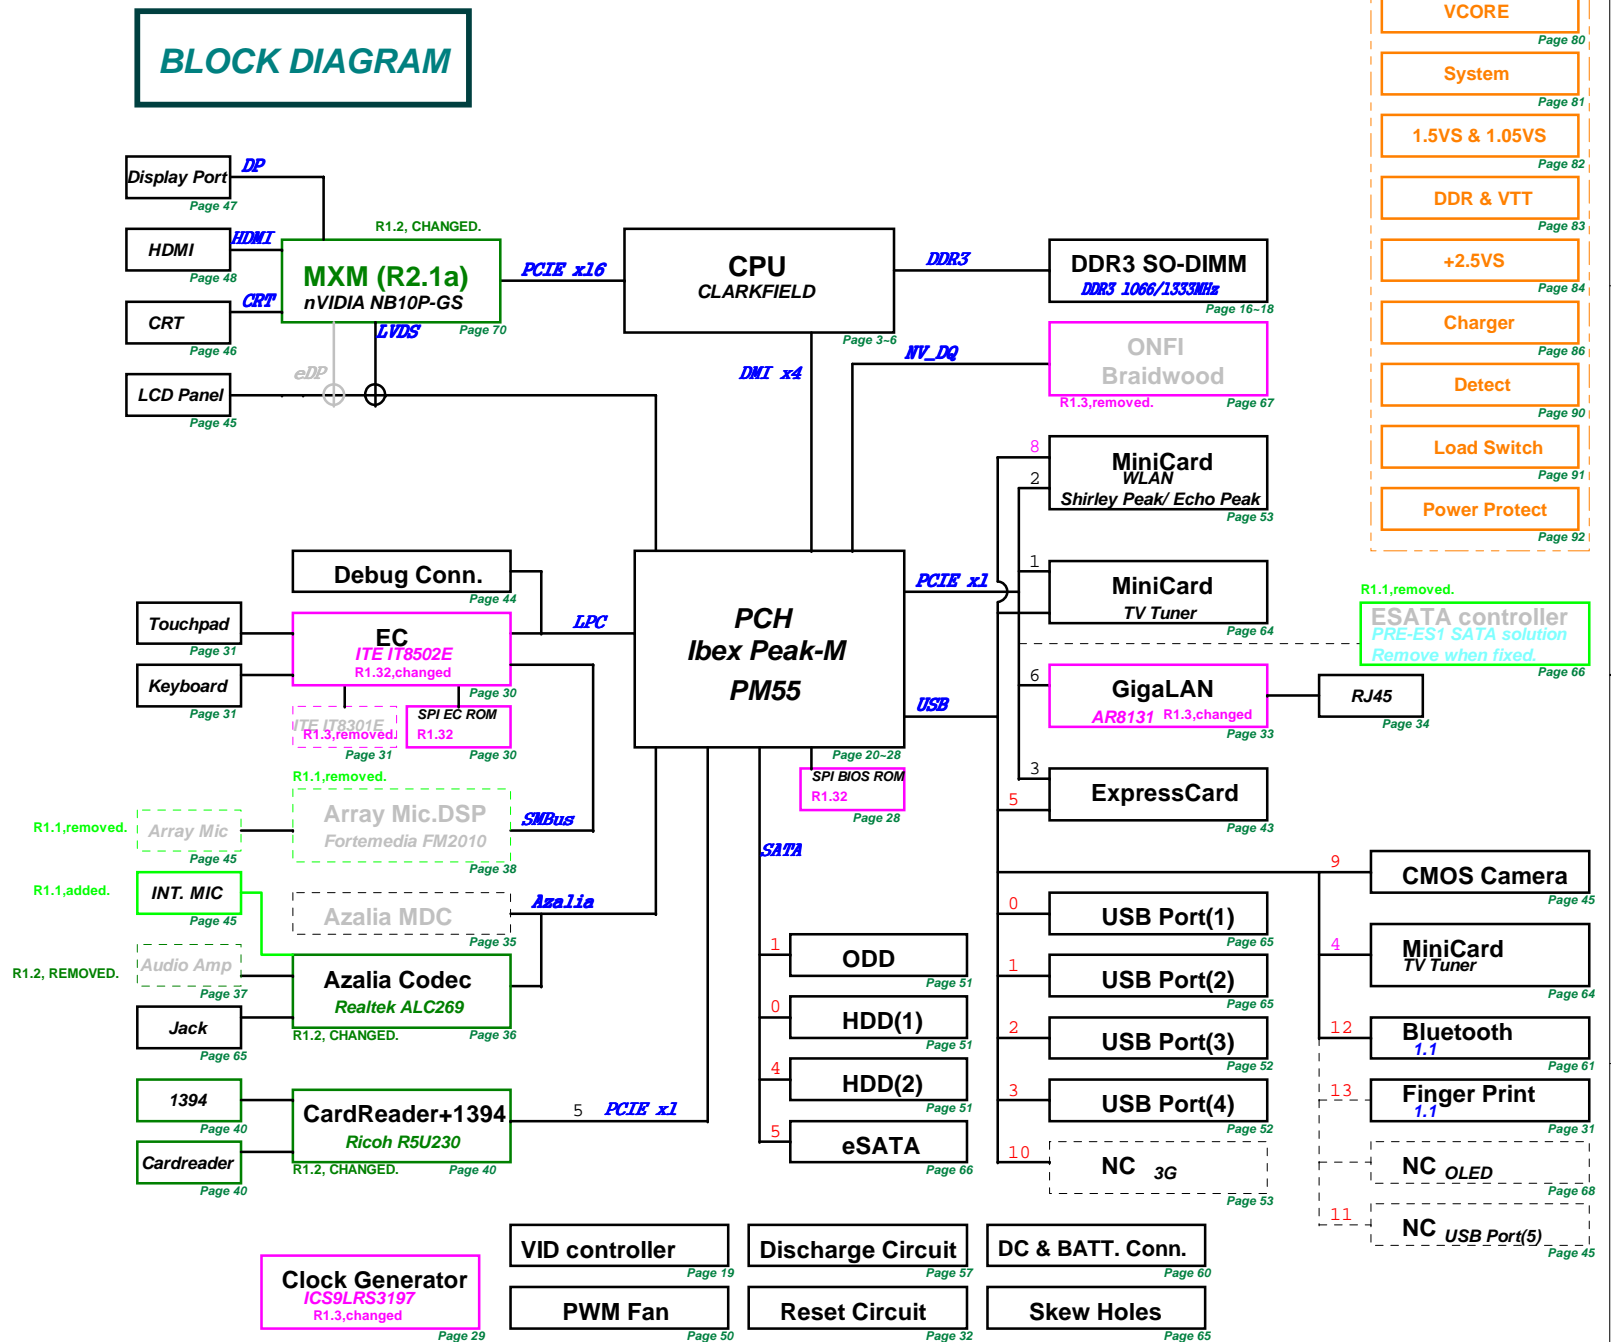 BLOCK DIAGRAM
VCORE
Page 80
System
Page 81
1.5VS & 1.05VS
Page 82
DDR & VTT
Page 83
+2.5VS
Page 84
Charger
Page 86
Detect
Page 90
Load Switch
Page 91
Power Protect
Page 92
Display Port
DP
Page 47
HDMI
HDMI
Page 48
CRT
CRT
Page 46
LCD Panel
Page 45
R1.2, CHANGED.
MXM (R2.1a)
nVIDIA NB10P-GS
Page 70
LVDS
eDP
PCIE x16
CPU
CLARKFIELD
Page 3~6
DDR3
DDR3 SO-DIMM
DDR3 1066/1333MHz
Page 16~18
DMI x4
NV_DQ
ONFI
Braidwood
R1.3,removed.
Page 67
8
2
MiniCard
WLAN
Shirley Peak/ Echo Peak
Page 53
1
MiniCard
TV Tuner
Page 64
R1.1,removed.
ESATA controller
PRE-ES1 SATA solution
Remove when fixed.
Page 66
6
GigaLAN
AR8131 R1.3,changed
Page 33
RJ45
Page 34
3
5
ExpressCard
Page 43
PCIE x1
USB
PCH
Ibex Peak-M
PM55
Page 20~28
SPI BIOS ROM
R1.32
Page 28
Debug Conn.
Page 44
LPC
Touchpad
Page 31
Keyboard
Page 31
EC
ITE IT8502E
R1.32,changed
Page 30
ITE IT8301E
R1.3,removed.
Page 31
SPI EC ROM
R1.32
Page 30
R1.1,removed.
Array Mic.DSP
Fortemedia FM2010
Page 38
SMBus
R1.1,removed.
Array Mic
Page 45
R1.1,added.
INT. MIC
Page 45
Azalia MDC
Page 35
Azalia
R1.2, REMOVED.
Audio Amp
Page 37
Azalia Codec
Realtek ALC269
R1.2, CHANGED.
Page 36
Jack
Page 65
1394
Page 40
Cardreader
Page 40
CardReader+1394
Ricoh R5U230
R1.2, CHANGED.
Page 40
5 PCIE x1
SATA
1
ODD
Page 51
0
HDD(1)
Page 51
4
HDD(2)
Page 51
5
eSATA
Page 66
0
USB Port(1)
Page 65
1
USB Port(2)
Page 65
2
USB Port(3)
Page 52
3
USB Port(4)
Page 52
10
NC 3G
Page 53
9
CMOS Camera
Page 45
4
MiniCard
TV Tuner
Page 64
12
Bluetooth
1.1
Page 61
13
Finger Print
1.1
Page 31
NC OLED
Page 68
11
NC USB Port(5)
Page 45
Clock Generator
ICS9LRS3197
R1.3,changed
Page 29
VID controller
Page 19
Discharge Circuit
Page 57
DC & BATT. Conn.
Page 60
PWM Fan
Page 50
Reset Circuit
Page 32
Skew Holes
Page 65